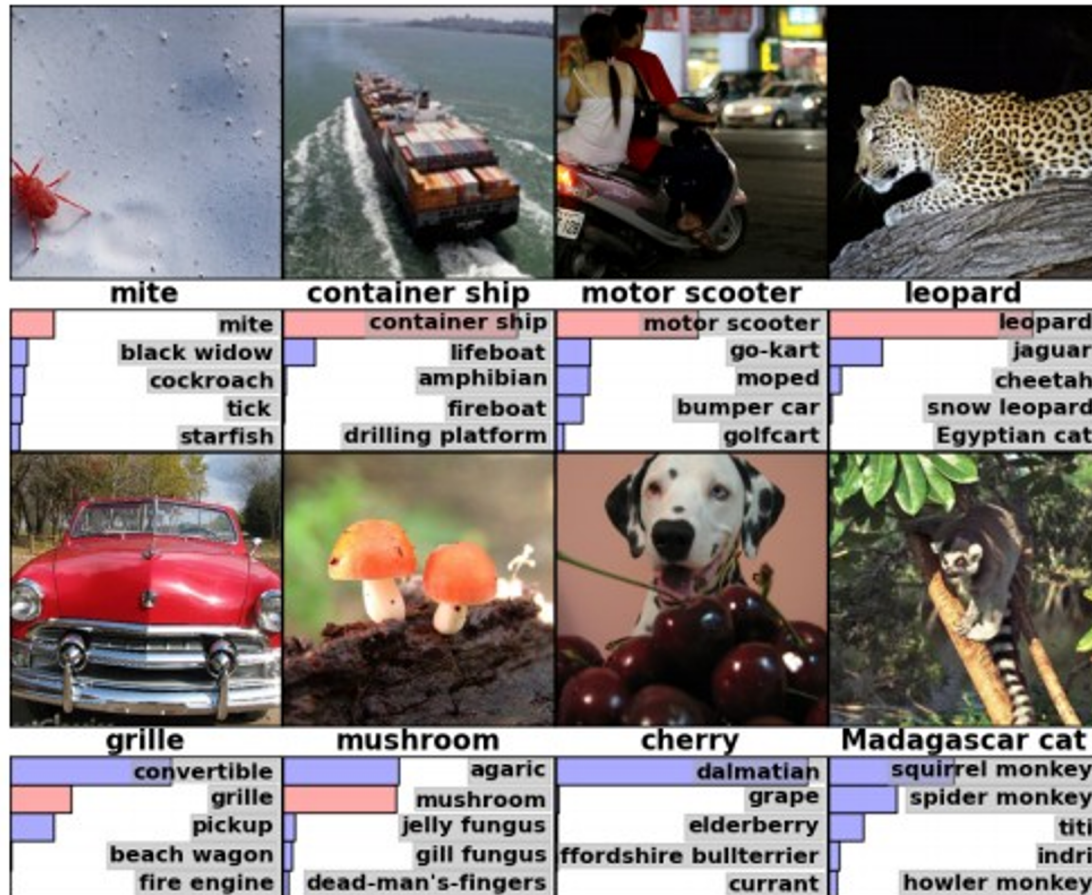 mite
container ship
motor scooter
leopard
mite
black widow
cockroach
tick
starfish
container ship
lifeboat
amphibian
fireboat
drilling platform
motor scooter
go-kart
moped
bumper car
golfcart
leopard
jaguar
cheetah
snow leopard
Egyptian cat
grille
mushroom
cherry
Madagascar cat
convertible
grille
pickup
beach wagon
fire engine
agaric
mushroom
jelly fungus
gill fungus
dead-man's-fingers
dalmatian
grape
elderberry
ffordshire bullterrier
currant
squirrel monkey
spider monkey
titi
indri
howler monkey